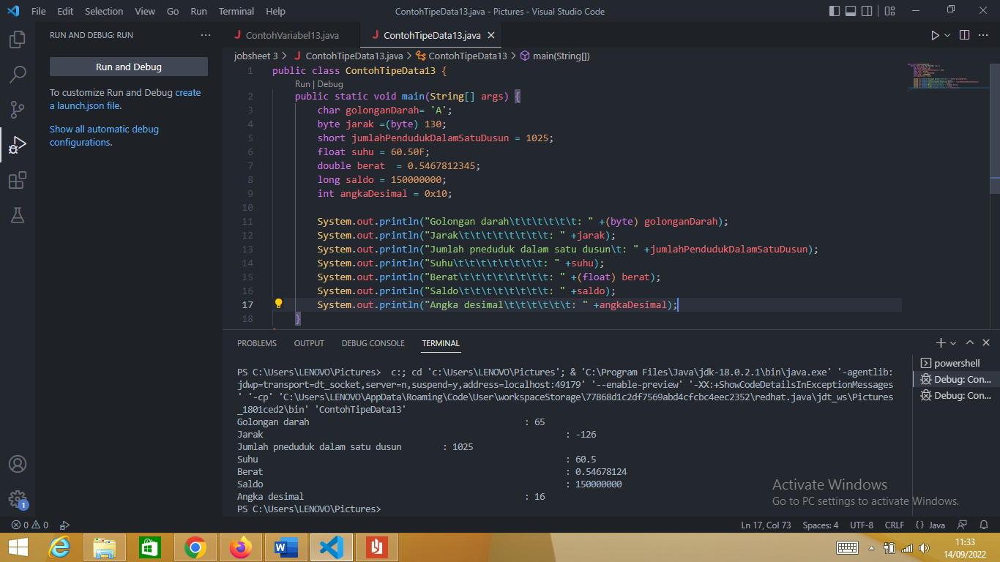 File Edit Selection View Go Run Terminal Help
ContohTipeData13.java - Pictures - Visual Studio Code
RUN AND DEBUG: RUN
Run and Debug
To customize Run and Debug create
a launch.json file.
Show all automatic debug
configurations.
ContohVariabel13.java
ContohTipeData13.java
jobsheet 3 > ContohTipeData13.java > ContohTipeData13 > main(String[])
1 public class ContohTipeData13 {
Run | Debug
2 public static void main(String[] args) {
3 char golonganDarah= 'A';
4 byte jarak =(byte) 130;
5 short jumlahPendudukDalamSatuDusun = 1025;
6 float suhu = 60.50F;
7 double berat  = 0.5467812345;
8 long saldo = 150000000;
9 int angkaDesimal = 0x10;
10
11 System.out.println("Golongan darah\t\t\t\t\t\t: " +(byte) golonganDarah);
12 System.out.println("Jarak\t\t\t\t\t\t\t\t: " +jarak);
13 System.out.println("Jumlah pneduduk dalam satu dusun\t: " +jumlahPendudukDalamSatuDusun);
14 System.out.println("Suhu\t\t\t\t\t\t\t\t: " +suhu);
15 System.out.println("Berat\t\t\t\t\t\t\t\t: " +(float) berat);
16 System.out.println("Saldo\t\t\t\t\t\t\t\t: " +saldo);
17 System.out.println("Angka desimal\t\t\t\t\t\t: " +angkaDesimal);
18 }
PROBLEMS OUTPUT DEBUG CONSOLE TERMINAL
PS C:\Users\LENOVO\Pictures>  c:; cd 'c:\Users\LENOVO\Pictures'; & 'C:\Program Files\Java\jdk-18.0.2.1\bin\java.exe' '-agentlib:
jdwp=transport=dt_socket,server=n,suspend=y,address=localhost:49179' '--enable-preview' '-XX:+ShowCodeDetailsInExceptionMessages
' '-cp' 'C:\Users\LENOVO\AppData\Roaming\Code\User\workspaceStorage\77868d1c2df7569abd4cfcbc4eec2352\redhat.java\jdt_ws\Pictures
_1801ced2\bin' 'ContohTipeData13'
Golongan darah : 65
Jarak : -126
Jumlah pneduduk dalam satu dusun : 1025
Suhu : 60.5
Berat : 0.54678124
Saldo : 150000000
Angka desimal : 16
PS C:\Users\LENOVO\Pictures>
powershell
Debug: Con...
Debug: Con...
Activate Windows
Go to PC settings to activate Windows.
1
0 0
Ln 17, Col 73 Spaces: 4 UTF-8 CRLF {} Java
11:33
14/09/2022